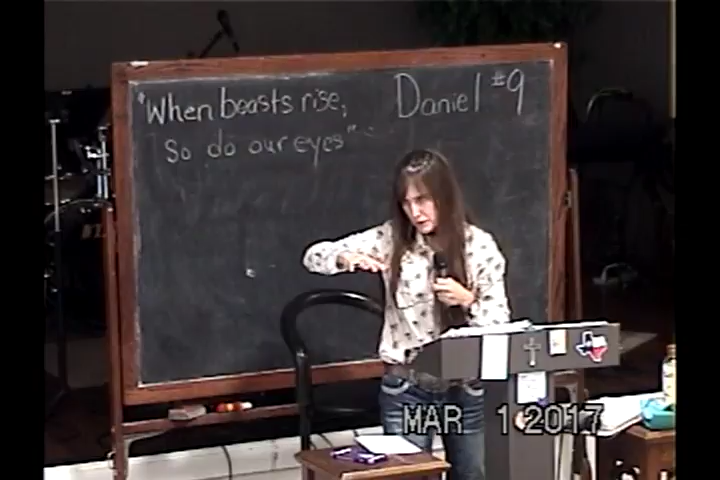 "When beasts rise,
so do our eyes"
Daniel #9
MAR 1 2017